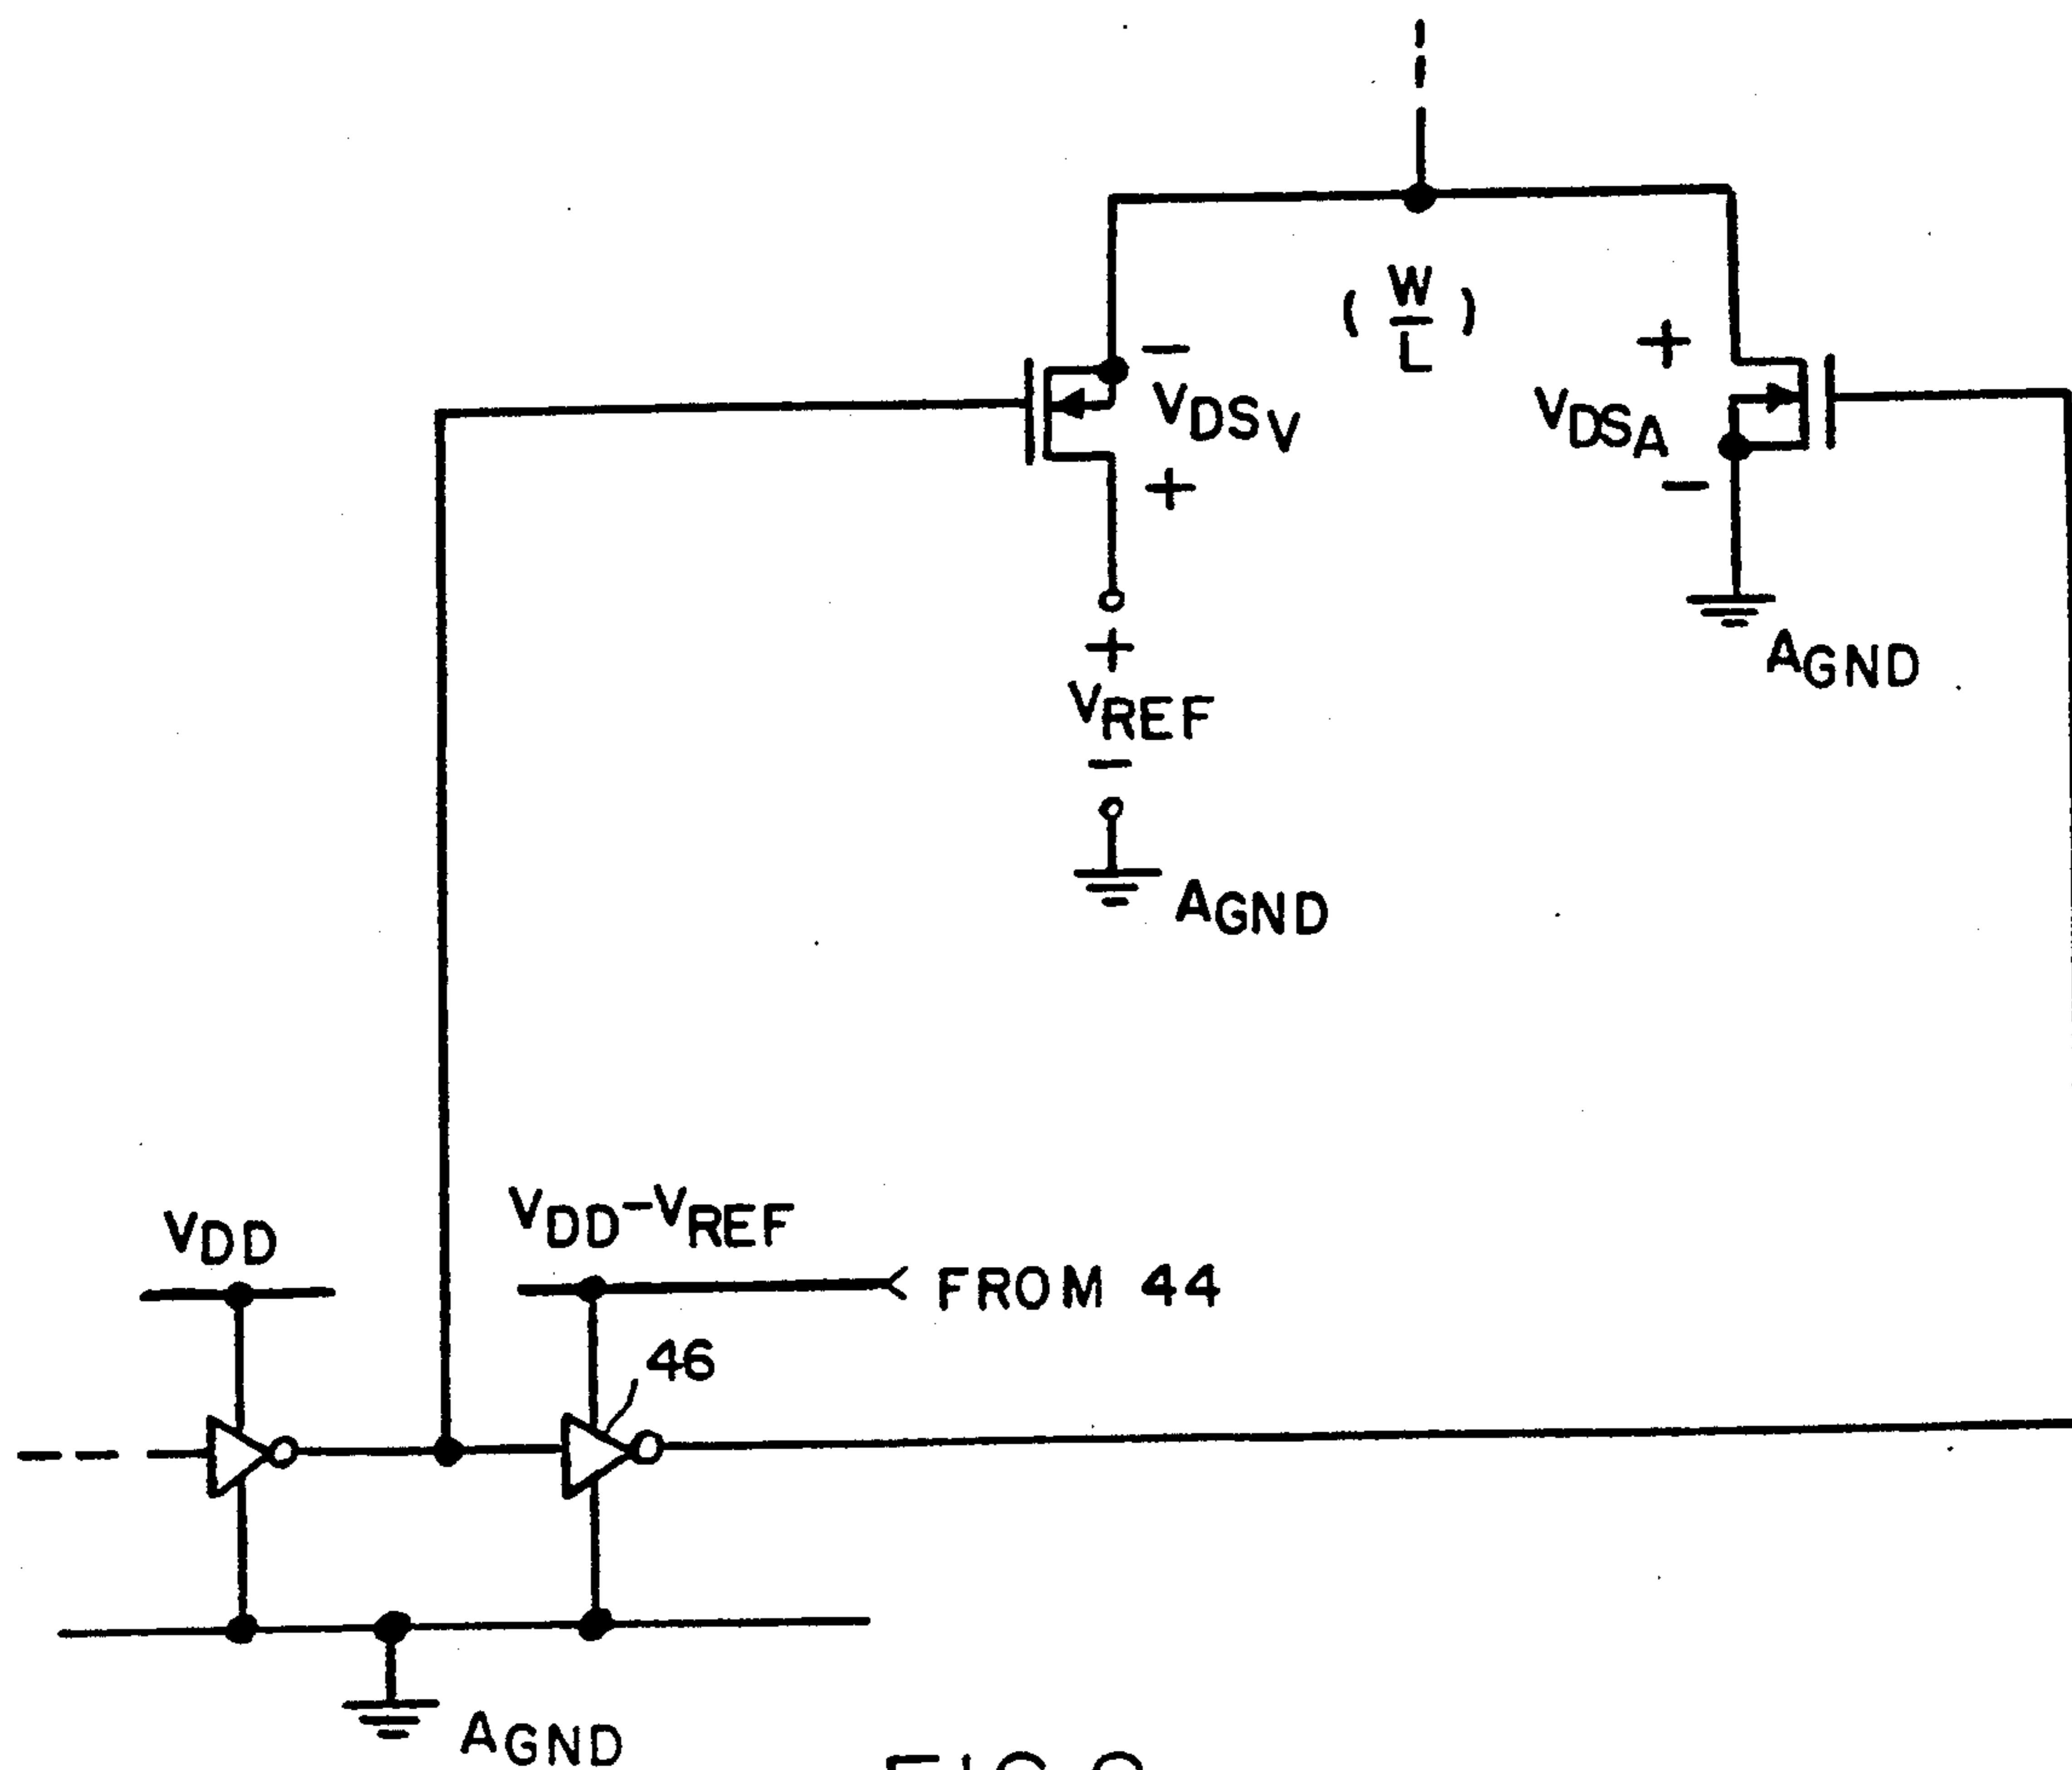 ( W/L )
−
VDSV
+
+
VDSA
−
AGND
+
VREF
−
AGND
VDD
VDD-VREF
FROM 44
46
AGND